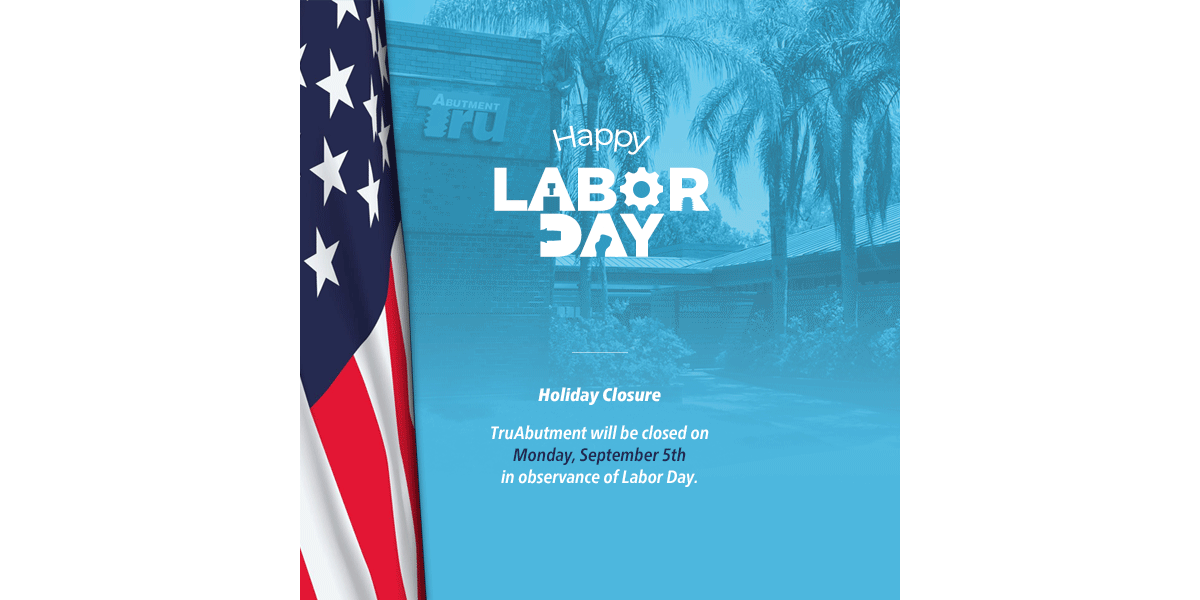 ABUTMENT
Tru
Happy
LABOR
DAY
Holiday Closure
TruAbutment will be closed on
Monday, September 5th
in observance of Labor Day.